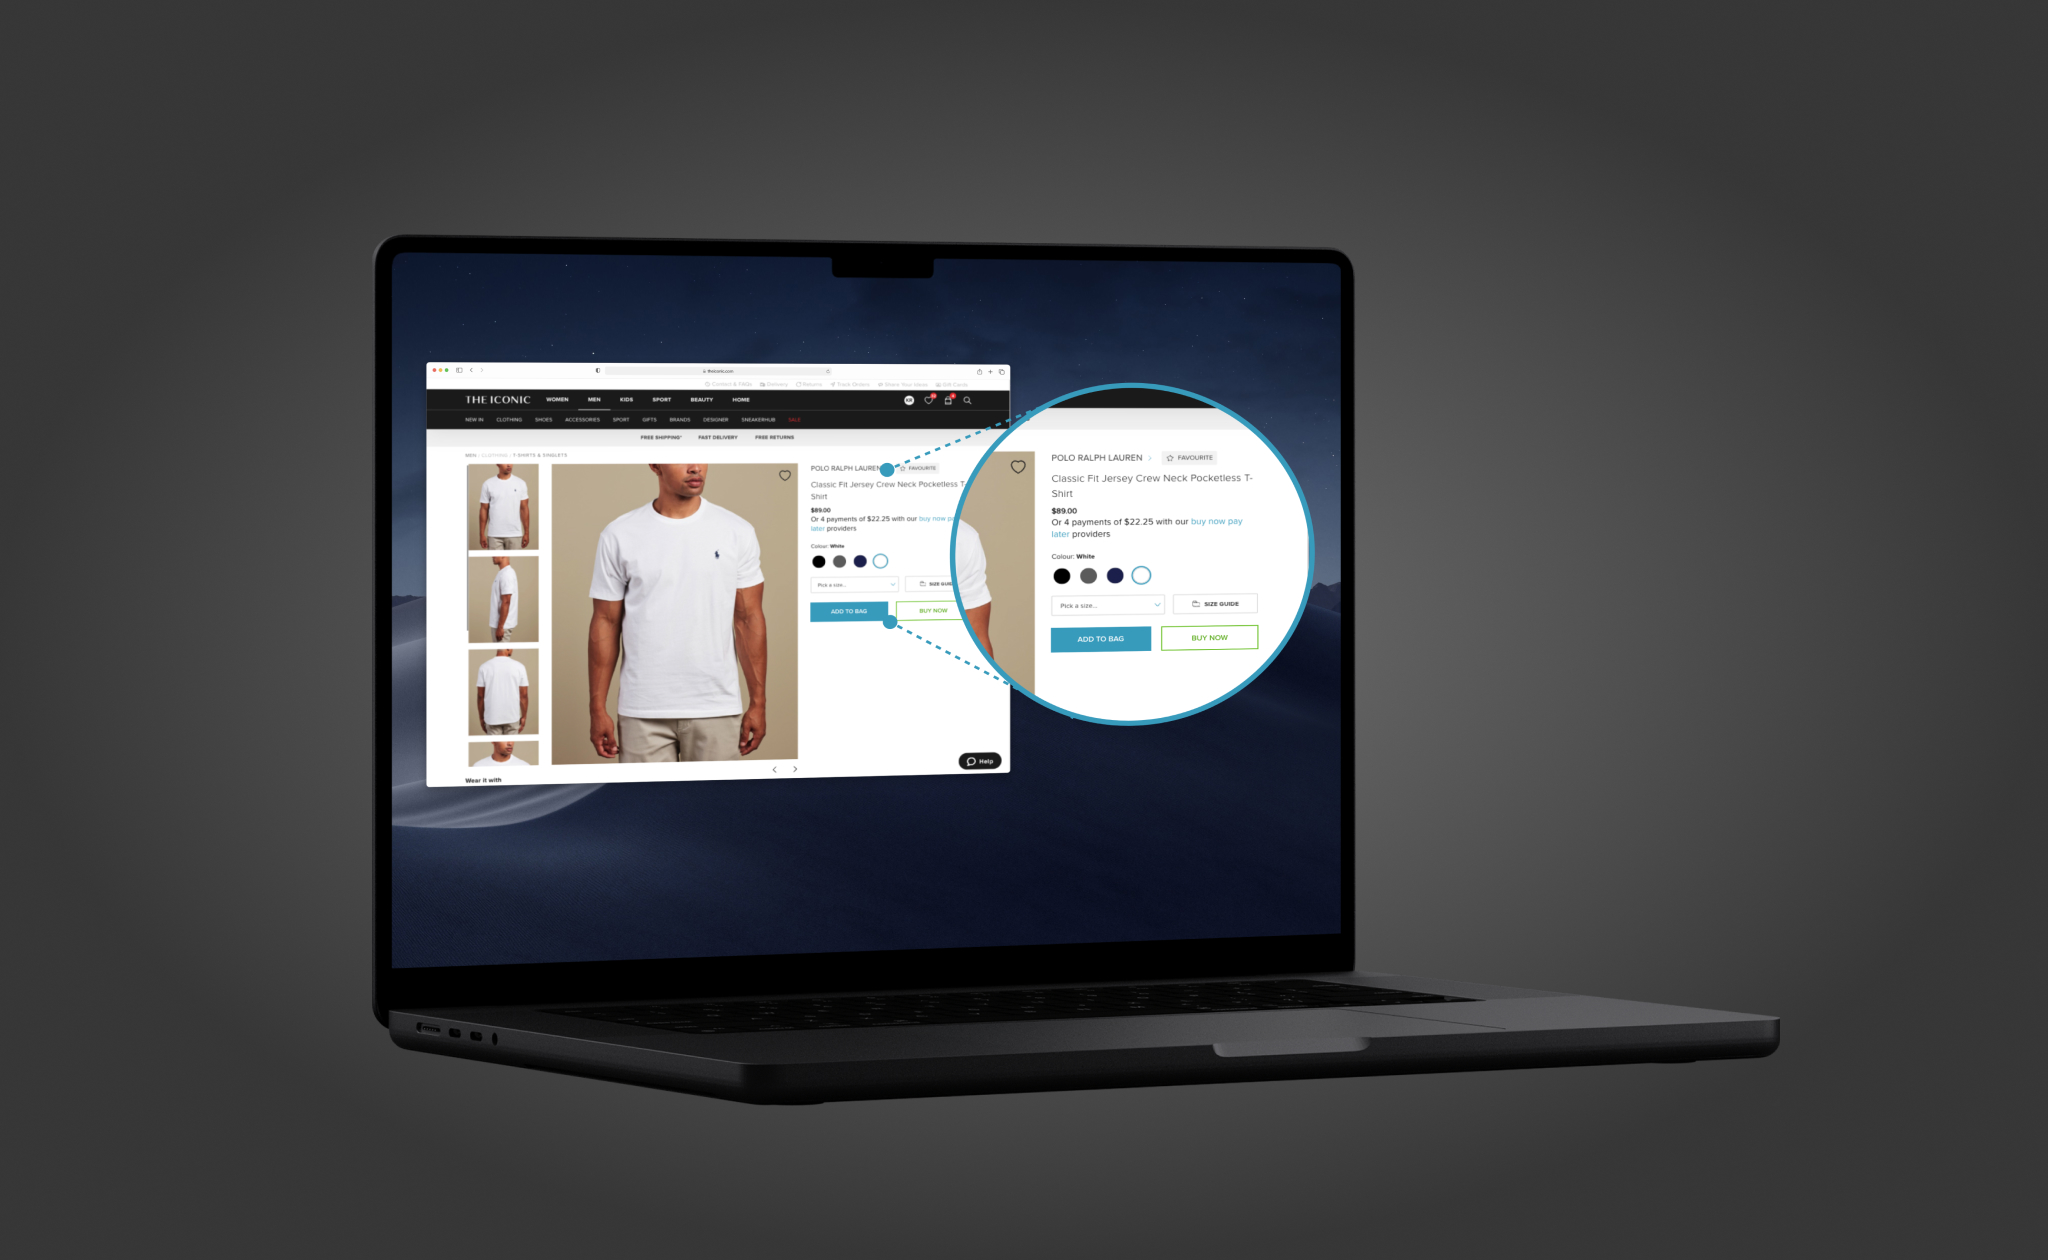 theiconic.com
Contact & FAQs Delivery Returns Track Orders Share Your Ideas Gift Cards
THE ICONIC WOMEN MEN KIDS SPORT BEAUTY HOME
NEW IN CLOTHING SHOES ACCESSORIES SPORT GIFTS BRANDS DESIGNER SNEAKERHUB SALE
FREE SHIPPING* FAST DELIVERY FREE RETURNS
MEN / CLOTHING / T-SHIRTS & SINGLETS
POLO RALPH LAUREN FAVOURITE
Classic Fit Jersey Crew Neck Pocketless T-
Shirt
$89.00
Or 4 payments of $22.25 with our buy now pay
later providers
Colour: White
Pick a size... SIZE GUIDE
ADD TO BAG BUY NOW
Help
Wear it with
POLO RALPH LAUREN > FAVOURITE
Classic Fit Jersey Crew Neck Pocketless T-
Shirt
$89.00
Or 4 payments of $22.25 with our buy now pay
later providers
Colour: White
Pick a size... SIZE GUIDE
ADD TO BAG BUY NOW